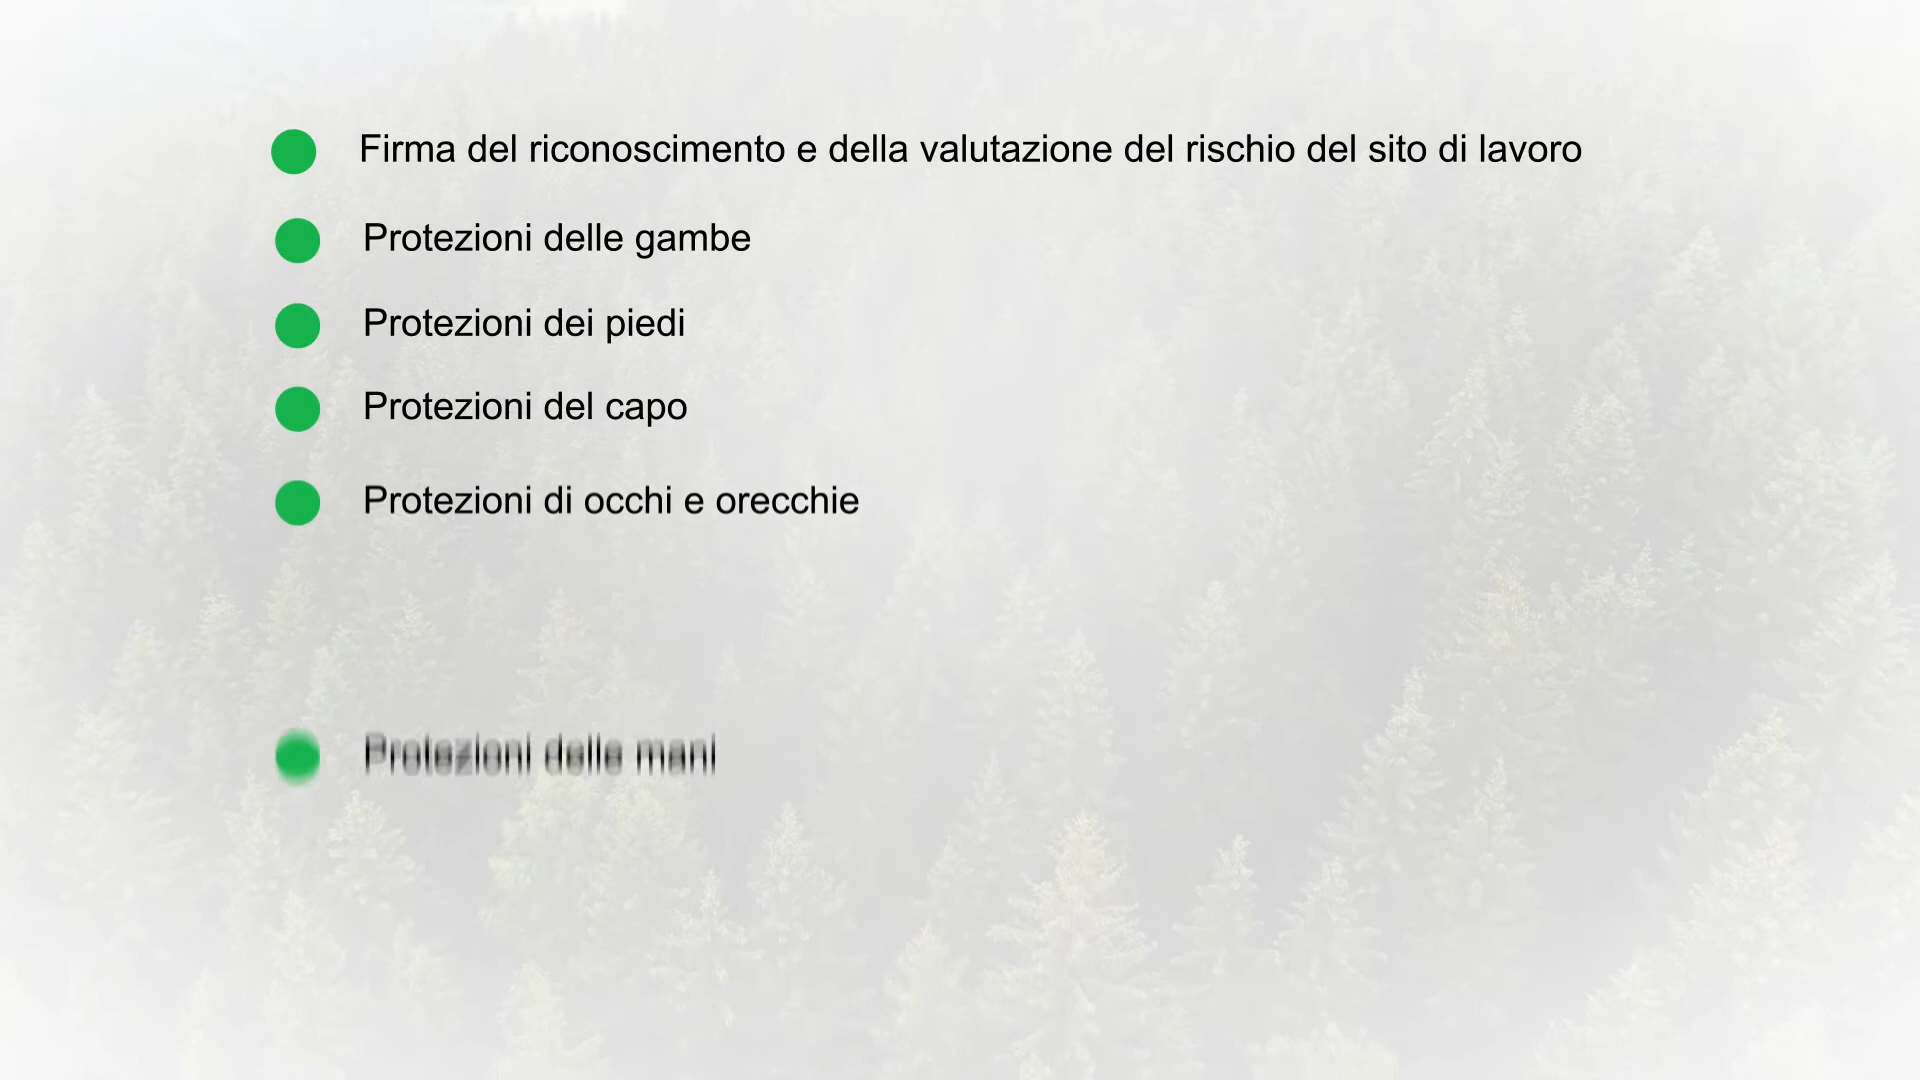 Firma del riconoscimento e della valutazione del rischio del sito di lavoro
Protezioni delle gambe
Protezioni dei piedi
Protezioni del capo
Protezioni di occhi e orecchie
Protezioni delle mani